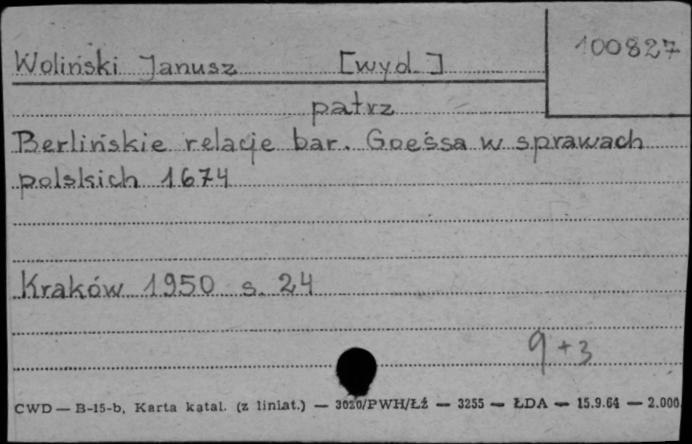 100827
Woliński Janusz [wyd.]
patrz
Berlińskie relacje bar. Goessa w sprawach
polskich 1674
Kraków 1950 s. 24
9+3
CWD — B-15-b, Karta katal. (z liniat.) — 3020/PWH/ŁŻ — 3255 — ŁDA — 15.9.64 — 2.000